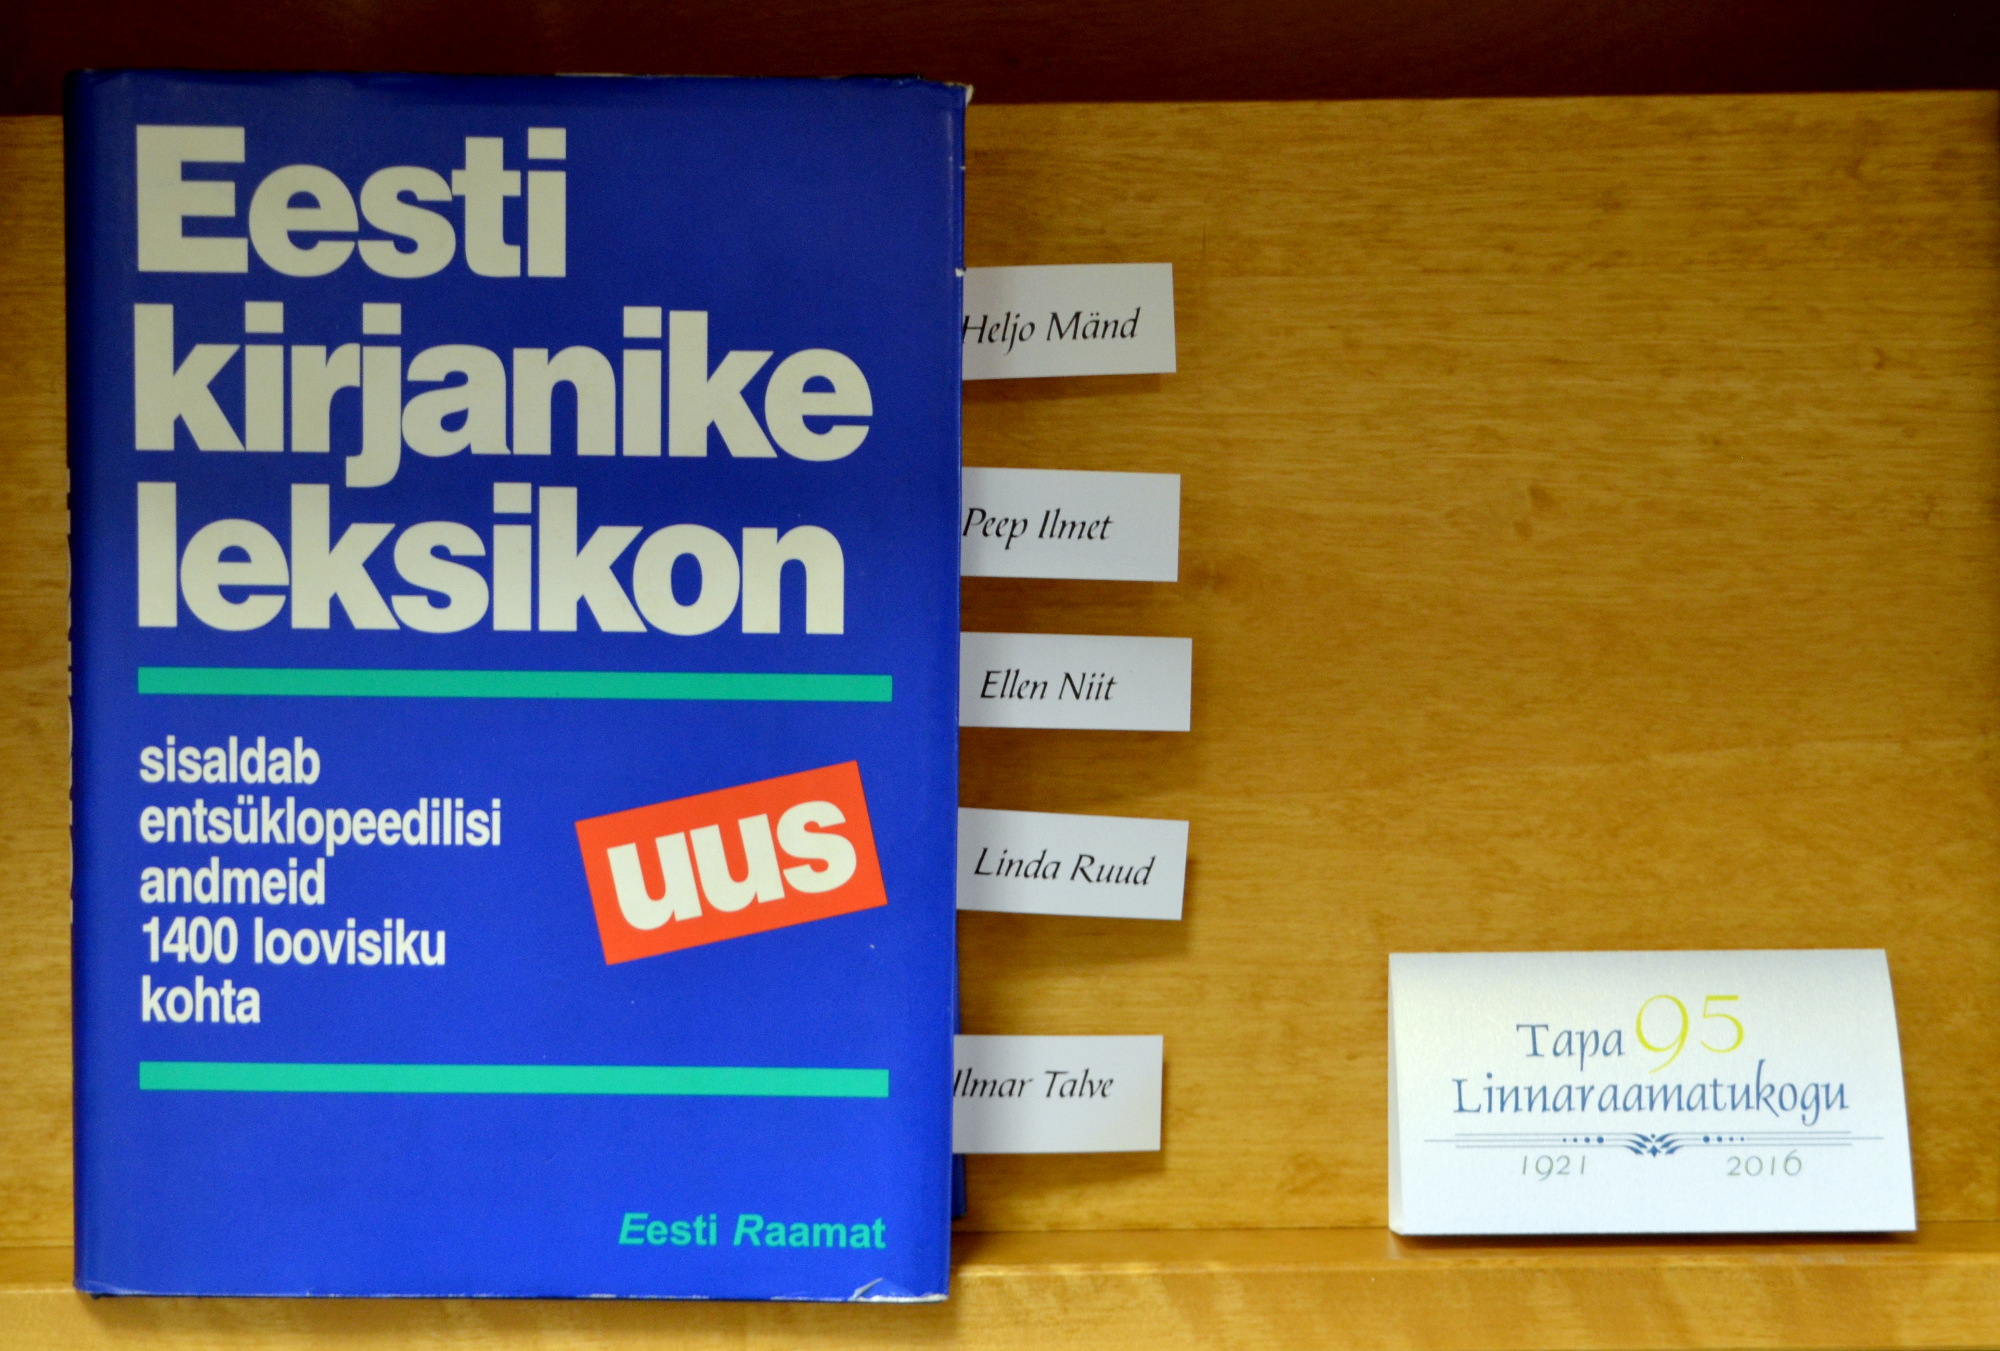 Eesti
kirjanike
leksikon
sisaldab
entsüklopeedilisi
andmeid
1400 loovisiku
kohta
uus
Eesti Raamat
Heljo Mänd
Peep Ilmet
Ellen Niit
Linda Ruud
Ilmar Talve
Tapa 95
Linnaraamatukogu
1921 2016